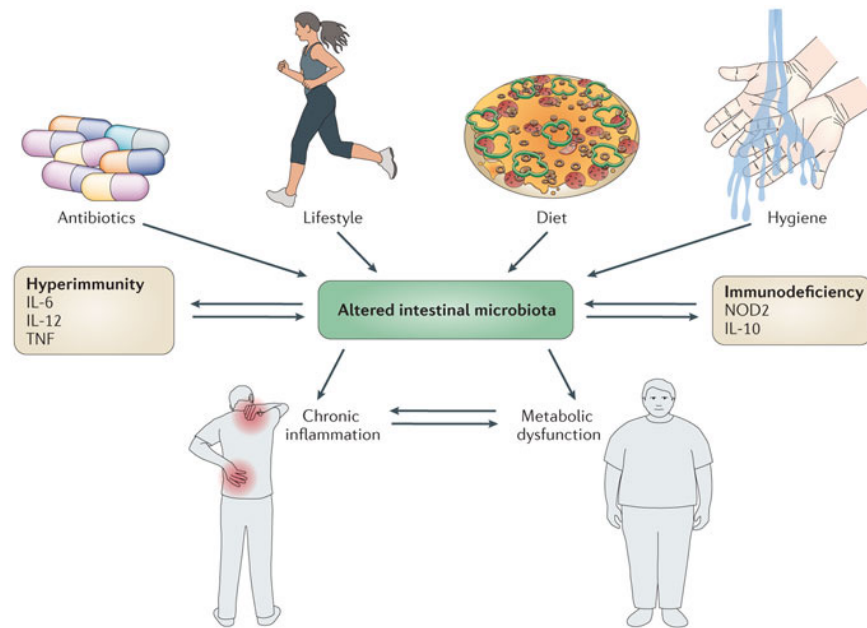 Antibiotics
Lifestyle
Diet
Hygiene
Hyperimmunity
IL-6
IL-12
TNF
Altered intestinal microbiota
Immunodeficiency
NOD2
IL-10
Chronic
inflammation
Metabolic
dysfunction